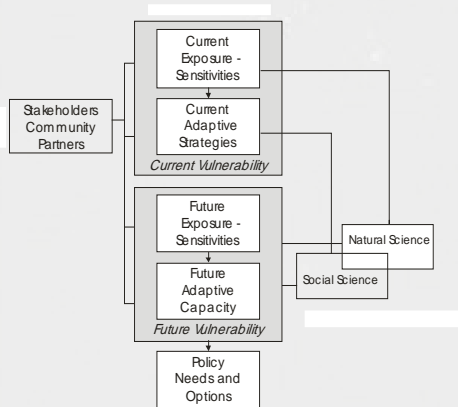 Current
Exposure -
Sensitivities
Current
Adaptive
Strategies
Current Vulnerability
Stakeholders
Community
Partners
Future
Exposure -
Sensitivities
Future
Adaptive
Capacity
Future Vulnerability
Natural Science
Social Science
Policy
Needs and
Options